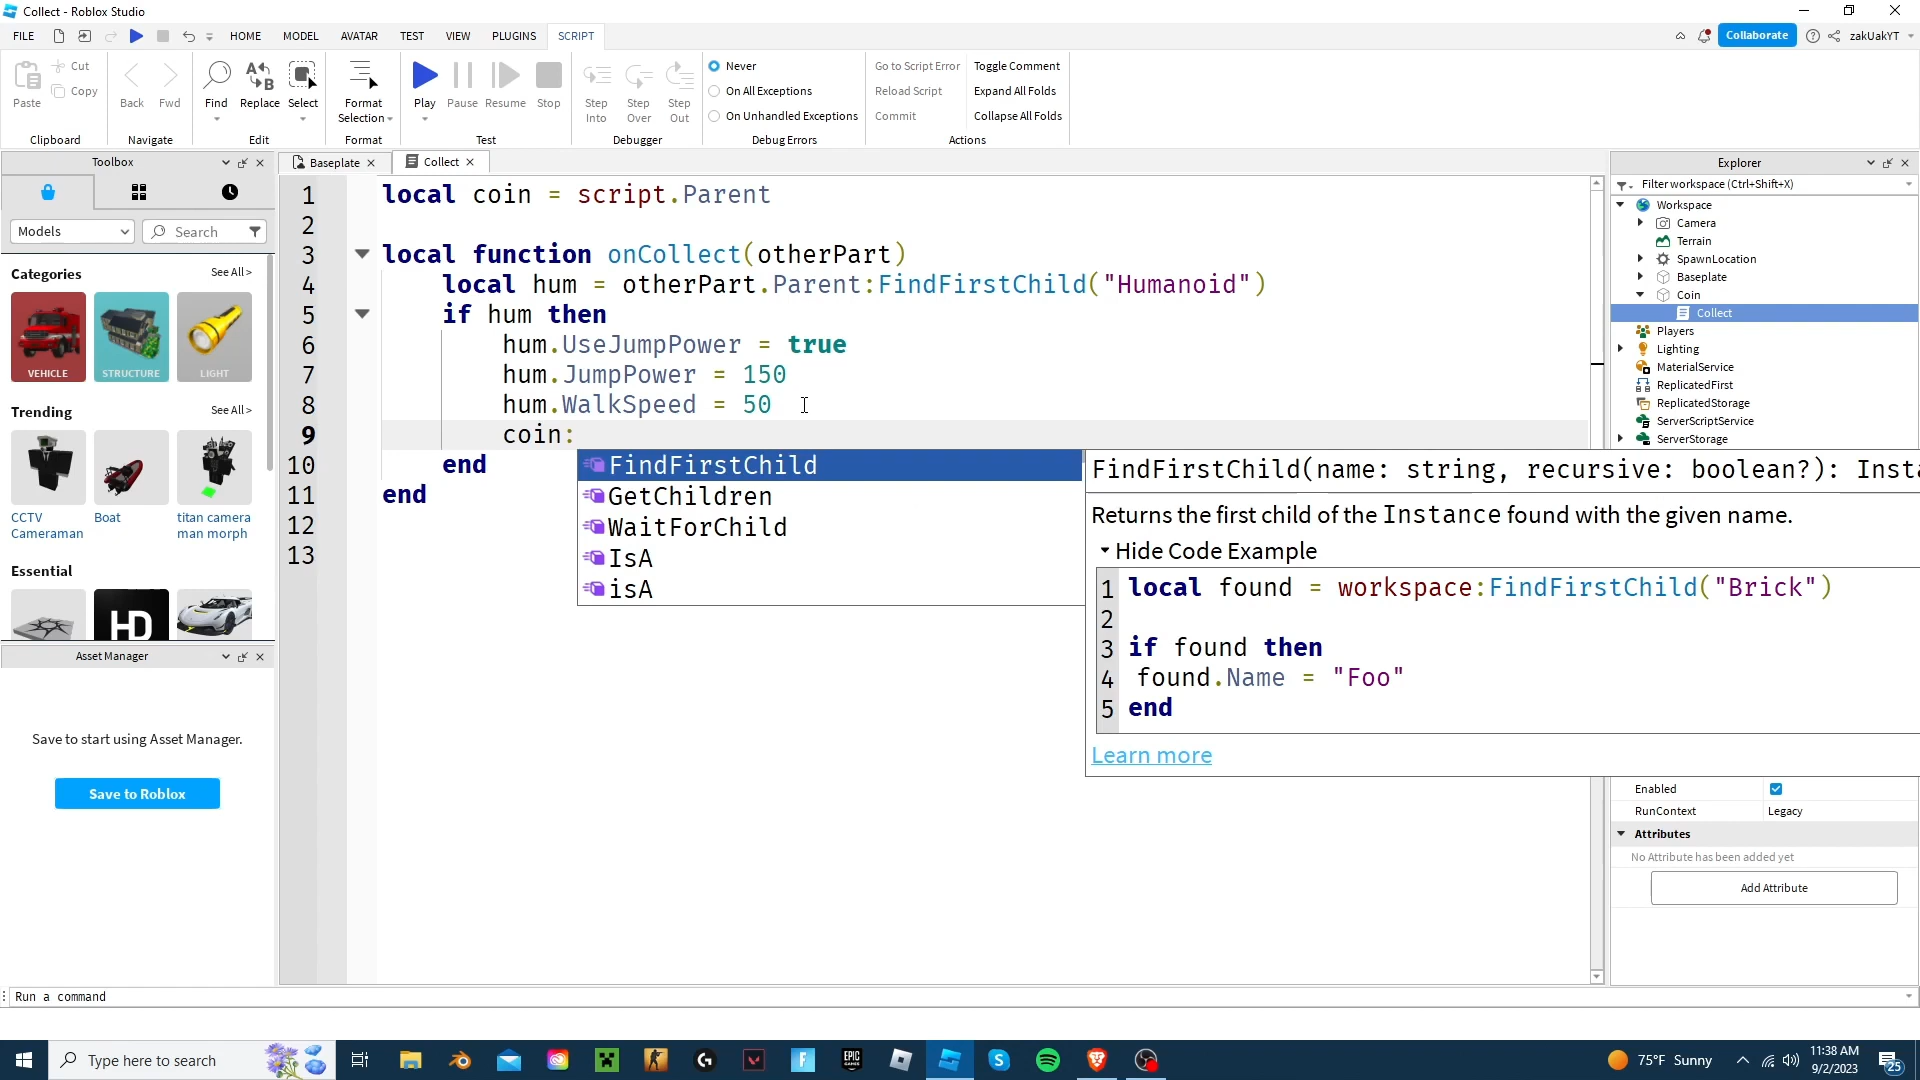 Collect - Roblox Studio
FILE HOME MODEL AVATAR TEST VIEW PLUGINS SCRIPT Collaborate zakUakYT
Paste Cut Copy Clipboard
Back Fwd Navigate
Find Replace Select Edit
Format Selection Format
Play Pause Resume Stop Test
Step Into Step Over Step Out Debugger
Never
On All Exceptions
On Unhandled Exceptions
Debug Errors
Go to Script Error Toggle Comment
Reload Script Expand All Folds
Commit Collapse All Folds
Actions
Toolbox
Models Search
Categories See All >
VEHICLE STRUCTURE LIGHT
Trending See All >
CCTV Cameraman
Boat
titan camera man morph
Essential
HD
Asset Manager
Save to start using Asset Manager.
Save to Roblox
Baseplate Collect
1 local coin = script.Parent
2
3 local function onCollect(otherPart)
4 local hum = otherPart.Parent:FindFirstChild("Humanoid")
5 if hum then
6 hum.UseJumpPower = true
7 hum.JumpPower = 150
8 hum.WalkSpeed = 50
9 coin:
10 end
11 end
12
13
FindFirstChild
GetChildren
WaitForChild
IsA
isA
FindFirstChild(name: string, recursive: boolean?): Insta
Returns the first child of the Instance found with the given name.
Hide Code Example
1 local found = workspace:FindFirstChild("Brick")
2
3 if found then
4 found.Name = "Foo"
5 end
Learn more
Explorer
Filter workspace (Ctrl+Shift+X)
Workspace
Camera
Terrain
SpawnLocation
Baseplate
Coin
Collect
Players
Lighting
MaterialService
ReplicatedFirst
ReplicatedStorage
ServerScriptService
ServerStorage
Enabled
RunContext Legacy
Attributes
No Attribute has been added yet
Add Attribute
Run a command
Type here to search
EPIC GAMES
75°F Sunny
11:38 AM
9/2/2023
25